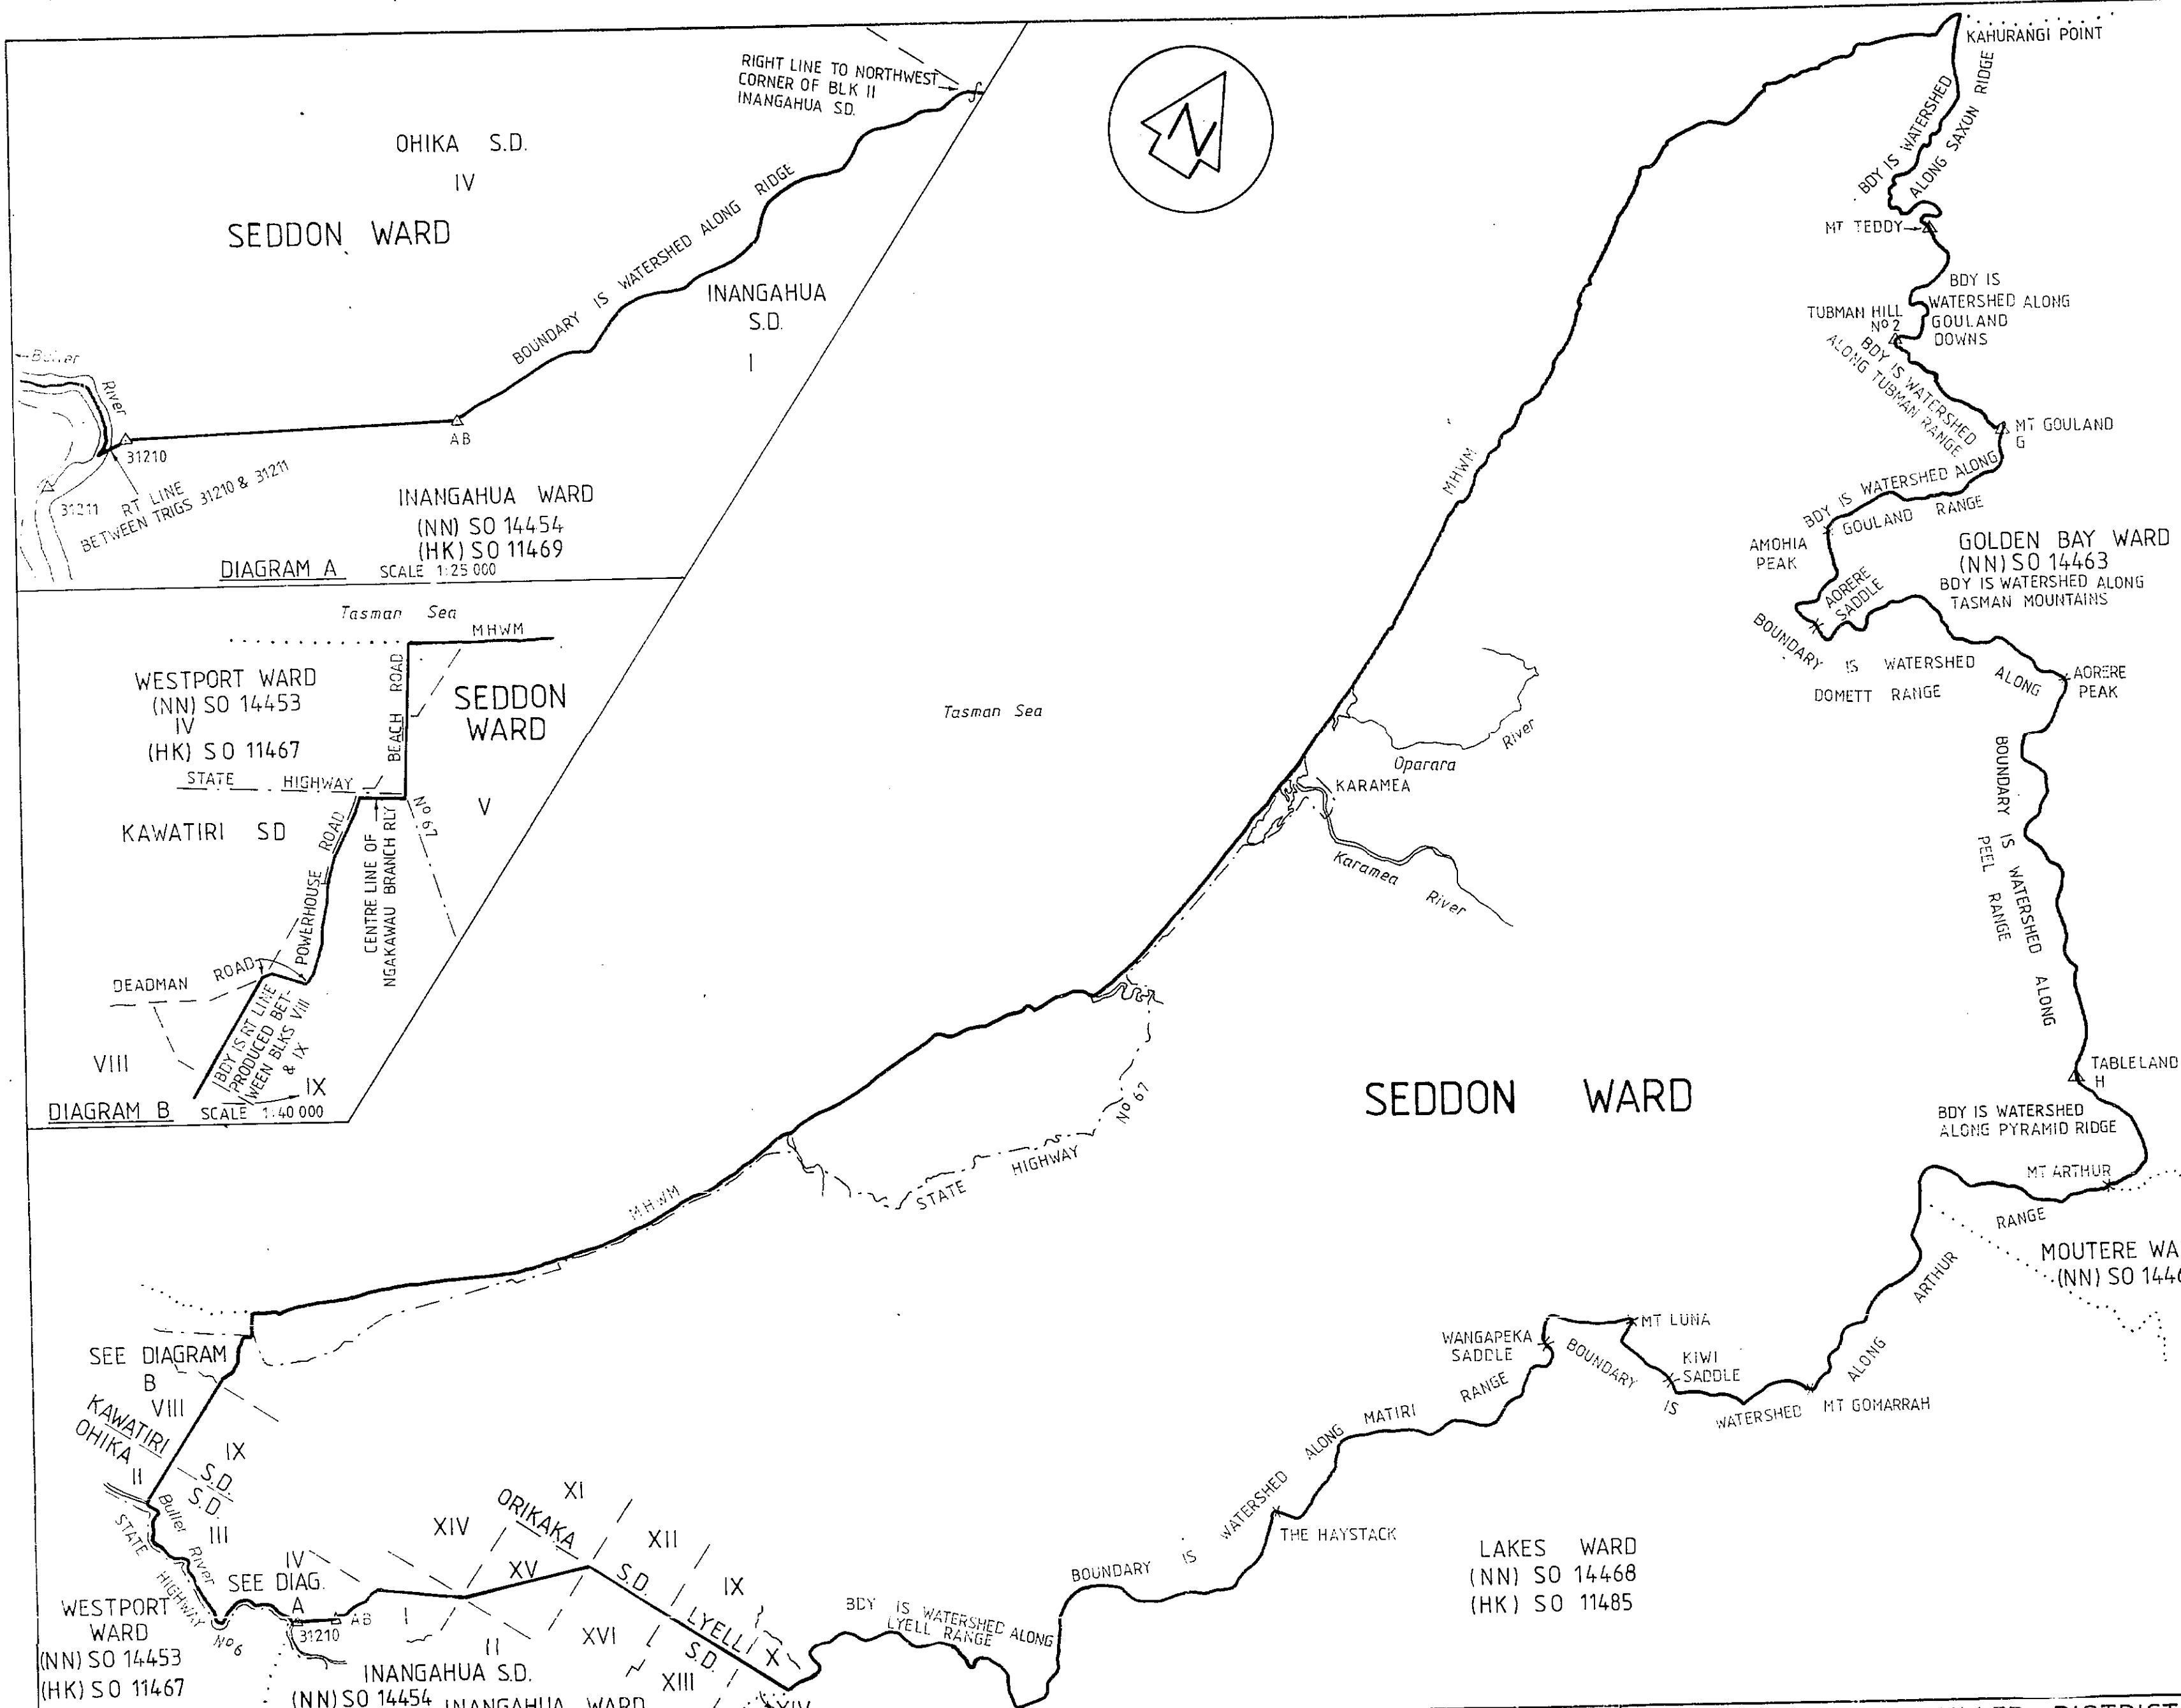 RIGHT LINE TO NORTHWEST
CORNER OF BLK II
INANGAHUA S.D.
OHIKA S.D.
IV
SEDDON WARD
BOUNDARY IS WATERSHED ALONG RIDGE
INANGAHUA
S.D.
I
Buller
River
31210
AB
31211
RT LINE
BETWEEN TRIGS 31210 & 31211
INANGAHUA WARD
(NN) SO 14454
(HK) SO 11469
DIAGRAM A SCALE 1:25 000
Tasman Sea
MHWM
WESTPORT WARD
(NN) SO 14453
IV
(HK) SO 11467
BEACH ROAD
SEDDON
WARD
STATE HIGHWAY
Nº 67
V
KAWATIRI SD
POWERHOUSE ROAD
CENTRE LINE OF
NGAKAWAU BRANCH RLY
DEADMAN ROAD
BDY IS RT LINE
PRODUCED BET-
WEEN BLKS VIII
& IX
VIII
IX
DIAGRAM B SCALE 1:40 000
N
KAHURANGI POINT
BDY IS WATERSHED
ALONG SAXUN RIDGE
MT TEDDY
BDY IS
WATERSHED ALONG
GOULAND
DOWNS
TUBMAN HILL
Nº 2
BDY IS WATERSHED
ALONG TUBMAN RANGE
MT GOULAND
G
BDY IS WATERSHED ALONG
GOULAND RANGE
AMOHIA
PEAK
GOLDEN BAY WARD
(NN) SO 14463
BDY IS WATERSHED ALONG
TASMAN MOUNTAINS
AORERE
SADDLE
BOUNDARY IS WATERSHED ALONG
DOMETT RANGE
AORERE
PEAK
BOUNDARY IS WATERSHED ALONG
PEEL RANGE
MHWM
Tasman Sea
Oparara River
KARAMEA
Karamea River
TABLELAND
H
BDY IS WATERSHED
ALONG PYRAMID RIDGE
MT ARTHUR
SEDDON WARD
STATE HIGHWAY Nº 67
MHWM
MOUTERE WA
(NN) SO 1446
BOUNDARY IS WATERSHED ALONG ARTHUR RANGE
MT LUNA
WANGAPEKA
SADDLE
KIWI
SADDLE
MT GOMARRAH
BOUNDARY IS WATERSHED ALONG MATIRI RANGE
THE HAYSTACK
LAKES WARD
(NN) SO 14468
(HK) SO 11485
BDY IS WATERSHED ALONG
LYELL RANGE
SEE DIAGRAM
B
VIII
KAWATIRI S.D.
OHIKA S.D.
IX
II
Buller River
III
STATE HIGHWAY Nº 6
IV
SEE DIAG.
A
31210
AB
I
XIV
XI
ORIKAKA S.D.
XV
XII
IX
LYELL S.D.
X
XVI
II
XIII
XIV
WESTPORT
WARD
(NN) SO 14453
(HK) SO 11467
INANGAHUA S.D.
(NN) SO 14454
INANGAHUA WARD
DISTRICT